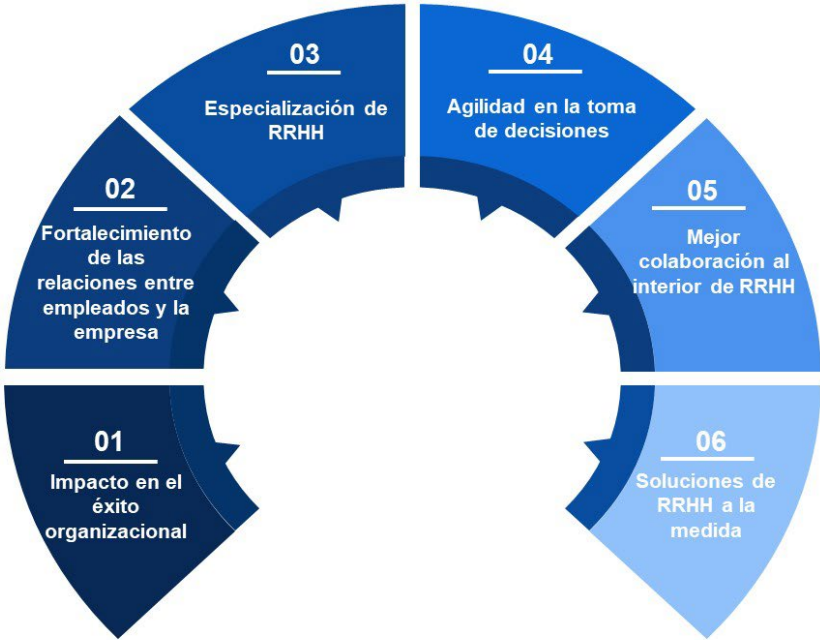 01
Impacto en el
éxito
organizacional
02
Fortalecimiento
de las
relaciones entre
empleados y la
empresa
03
Especialización de
RRHH
04
Agilidad en la toma
de decisiones
05
Mejor
colaboración al
interior de RRHH
06
Soluciones de
RRHH a la
medida